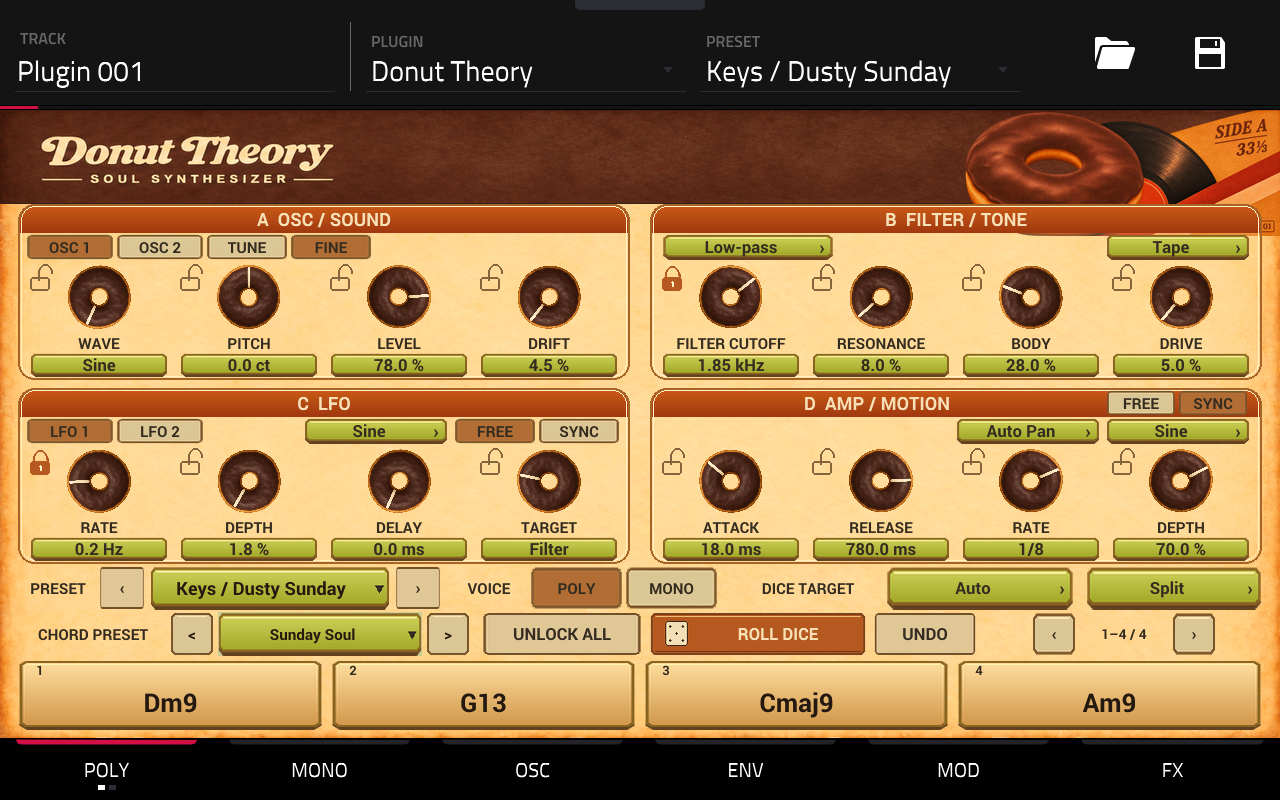 TRACK
Plugin 001
PLUGIN
Donut Theory
PRESET
Keys / Dusty Sunday
Donut Theory
SOUL SYNTHESIZER
SIDE A
33⅓
01
A OSC / SOUND
OSC 1 OSC 2 TUNE FINE
WAVE PITCH LEVEL DRIFT
Sine 0.0 ct 78.0 % 4.5 %
B FILTER / TONE
Low-pass › Tape ›
FILTER CUTOFF RESONANCE BODY DRIVE
1.85 kHz 8.0 % 28.0 % 5.0 %
C LFO
LFO 1 LFO 2 Sine › FREE SYNC
RATE DEPTH DELAY TARGET
0.2 Hz 1.8 % 0.0 ms Filter
D AMP / MOTION FREE SYNC
Auto Pan › Sine ›
ATTACK RELEASE RATE DEPTH
18.0 ms 780.0 ms 1/8 70.0 %
PRESET ‹ Keys / Dusty Sunday ▾ › VOICE POLY MONO DICE TARGET Auto › Split ›
CHORD PRESET < Sunday Soul ▾ > UNLOCK ALL ROLL DICE UNDO ‹ 1–4 / 4 ›
1 Dm9
2 G13
3 Cmaj9
4 Am9
POLY MONO OSC ENV MOD FX